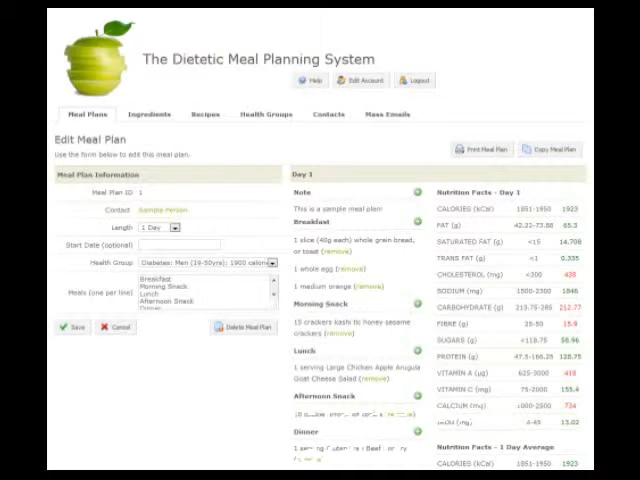 The Dietetic Meal Planning System
Help
Edit Account
Logout
Meal Plans
Ingredients
Recipes
Health Groups
Contacts
Mass Emails
Edit Meal Plan
Use the form below to edit this meal plan.
Print Meal Plan
Copy Meal Plan
Meal Plan Information
Meal Plan ID 1
Contact Sample Person
Length 1 Day
Start Date (optional)
Health Group Diabetes: Men (19-50yrs); 1900 calorie
Meals (one per line) Breakfast
Morning Snack
Lunch
Afternoon Snack
Dinner
Save
Cancel
Delete Meal Plan
Day 1
Note
This is a sample meal plan!
Breakfast
1 slice (40g each) whole grain bread,
or toast (remove)
1 whole egg (remove)
1 medium orange (remove)
Morning Snack
15 crackers kashi tlc honey sesame
crackers (remove)
Lunch
1 serving Large Chicken Apple Arugula
Goat Cheese Salad (remove)
Afternoon Snack
Dinner
Nutrition Facts - Day 1
CALORIES (kCal) 1851-1950 1923
FAT (g) 42.22-73.88 65.3
SATURATED FAT (g) <15 14.708
TRANS FAT (g) <1 0.335
CHOLESTEROL (mg) <300 438
SODIUM (mg) 1500-2300 1846
CARBOHYDRATE (g) 213.75-285 212.77
FIBRE (g) 25-50 15.9
SUGARS (g) <118.75 58.96
PROTEIN (g) 47.5-166.25 128.75
VITAMIN A (µg) 625-3000 418
VITAMIN C (mg) 75-2000 155.4
CALCIUM (mg) 1000-2500 734
4-45 13.02
Nutrition Facts - 1 Day Average
CALORIES (kCal) 1851-1950 1923